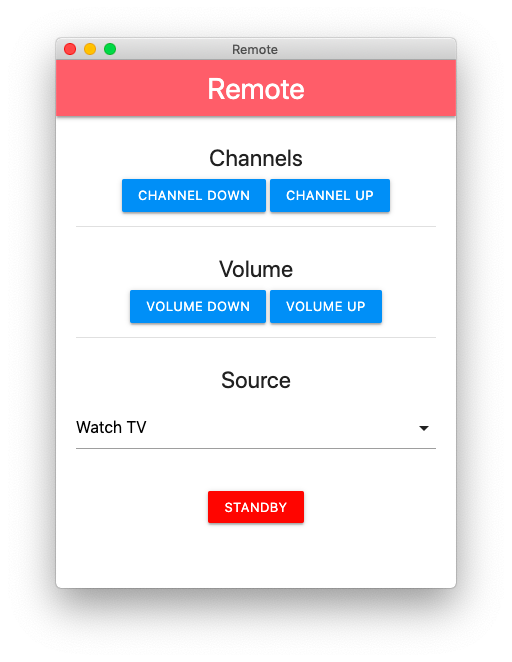 Remote
Remote
Channels
CHANNEL DOWN CHANNEL UP
Volume
VOLUME DOWN VOLUME UP
Source
Watch TV
STANDBY